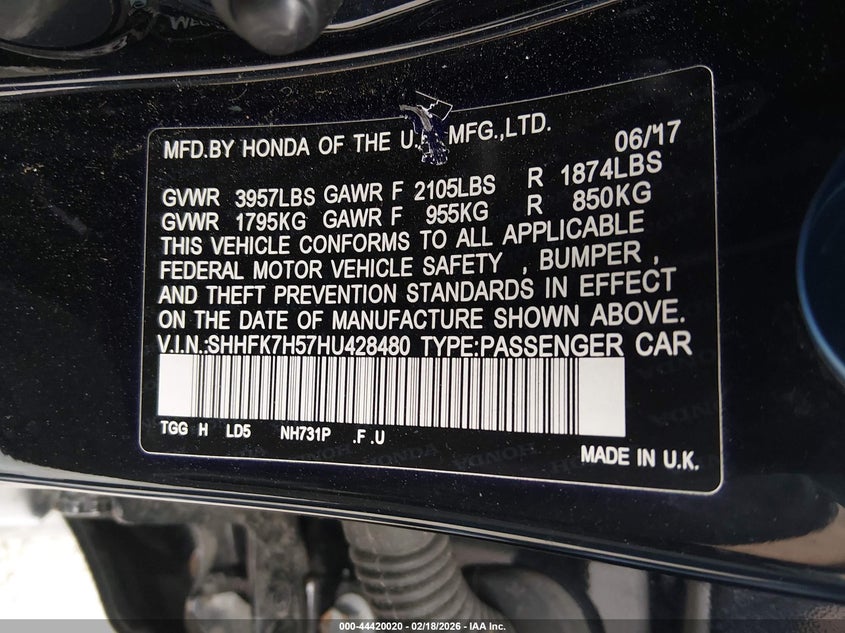 MFD.BY HONDA OF THE U. MFG.,LTD. 06/'17
GVWR 3957LBS GAWR F 2105LBS R 1874LBS
GVWR 1795KG GAWR F 955KG R 850KG
THIS VEHICLE CONFORMS TO ALL APPLICABLE
FEDERAL MOTOR VEHICLE SAFETY , BUMPER ,
AND THEFT PREVENTION STANDARDS IN EFFECT
ON THE DATE OF MANUFACTURE SHOWN ABOVE.
V.I.N.:SHHFK7H57HU428480 TYPE:PASSENGER CAR
TGG H LD5 NH731P .F .U
MADE IN U.K.
000-44420020 - 02/18/2026 - IAA Inc.